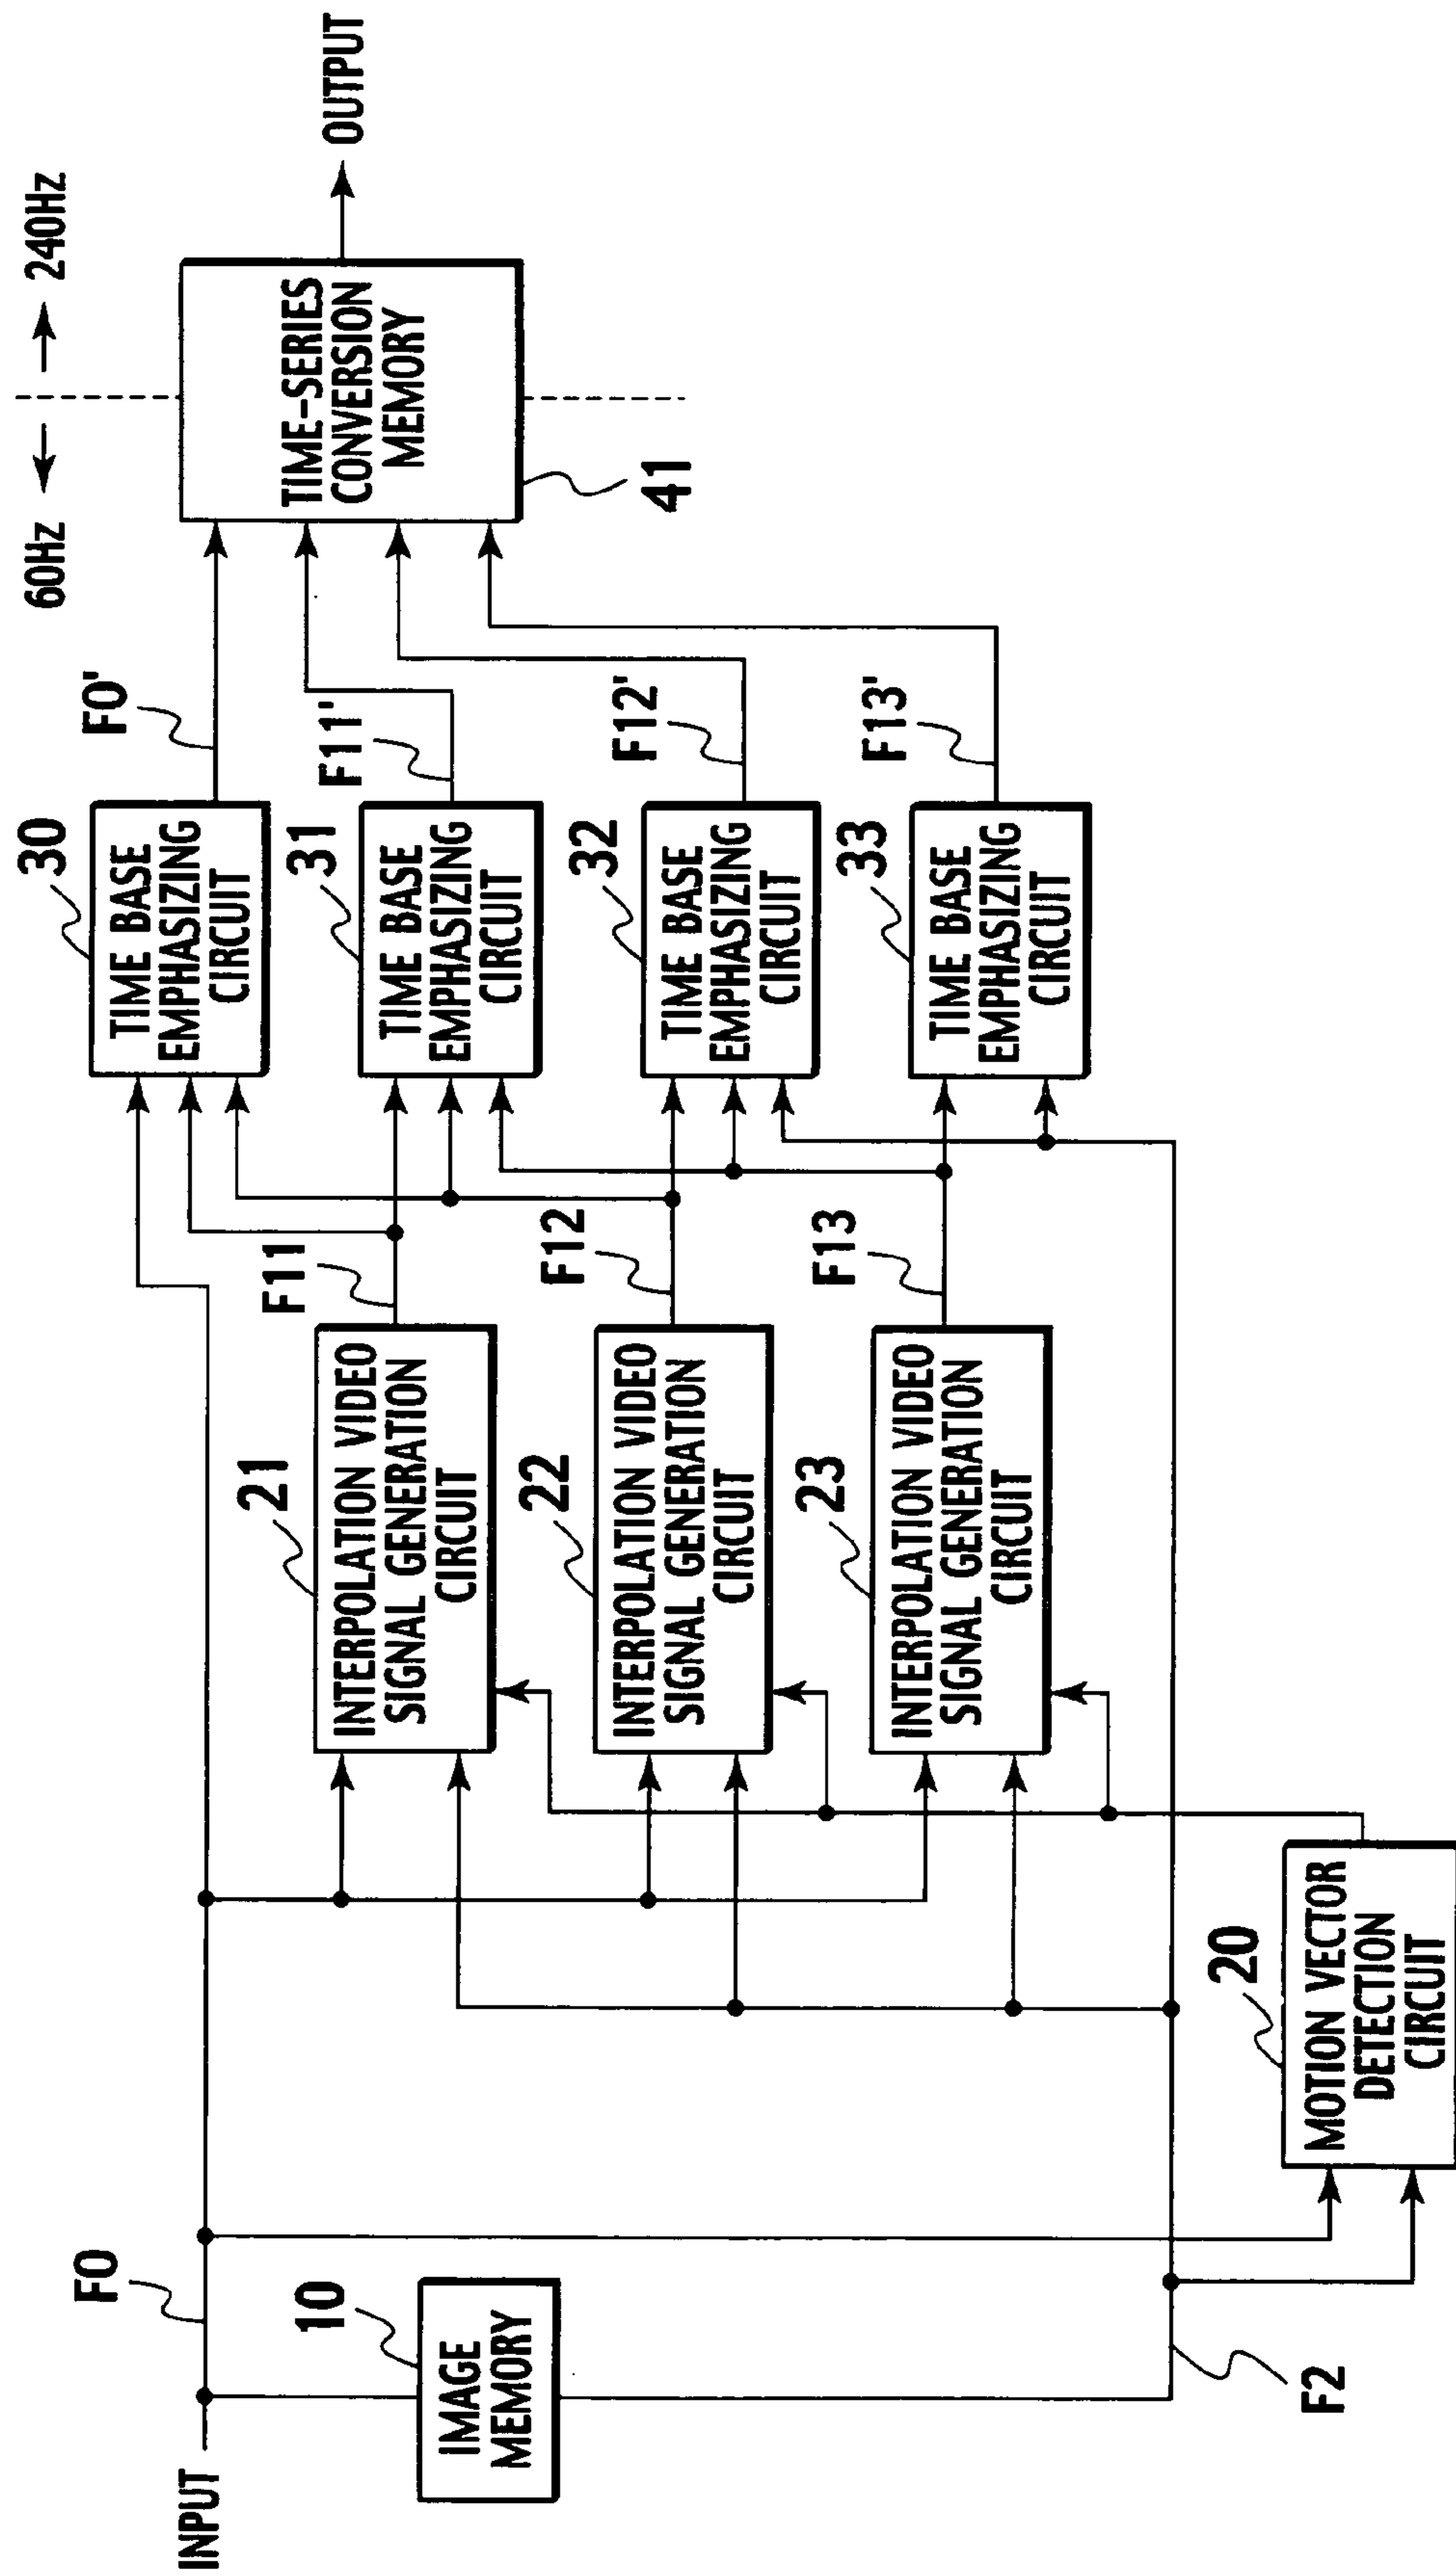 60Hz ← → 240Hz
INPUT
F0
10
IMAGE
MEMORY
F2
20
MOTION VECTOR
DETECTION
CIRCUIT
21
INTERPOLATION VIDEO
SIGNAL GENERATION
CIRCUIT
F11
22
INTERPOLATION VIDEO
SIGNAL GENERATION
CIRCUIT
F12
23
INTERPOLATION VIDEO
SIGNAL GENERATION
CIRCUIT
F13
30
TIME BASE
EMPHASIZING
CIRCUIT
F0'
31
TIME BASE
EMPHASIZING
CIRCUIT
F11'
32
TIME BASE
EMPHASIZING
CIRCUIT
F12'
33
TIME BASE
EMPHASIZING
CIRCUIT
F13'
TIME-SERIES
CONVERSION
MEMORY
41
OUTPUT